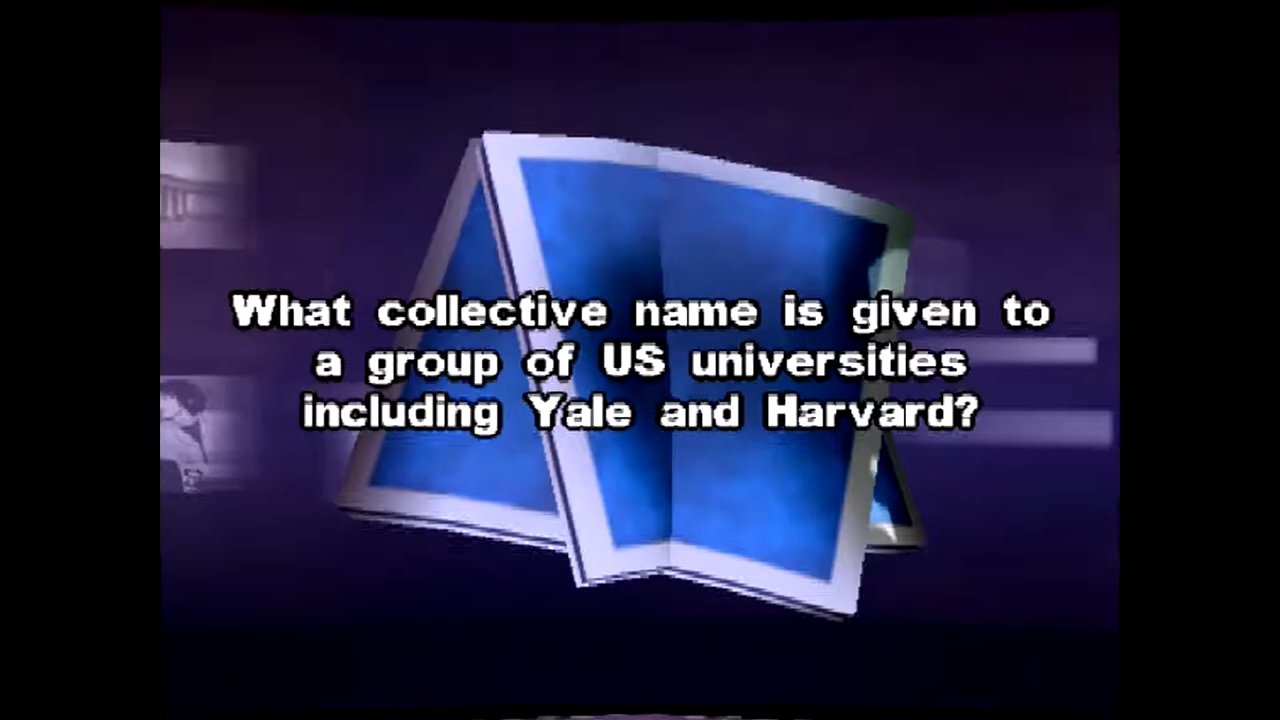 What collective name is given to
a group of US universities
including Yale and Harvard?